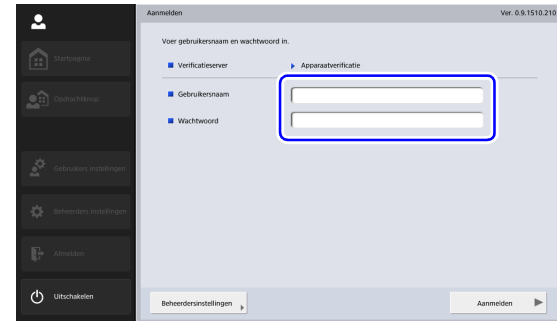 Aanmelden
Ver. 0.9.1510.210
Voer gebruikersnaam en wachtwoord in.
Verificatieserver
Apparaatverificatie
Gebruikersnaam
Wachtwoord
Startpagina
Opdrachtknop
Gebruikers instellingen
Beheerders instellingen
Afmelden
Uitschakelen
Beheerdersinstellingen
Aanmelden